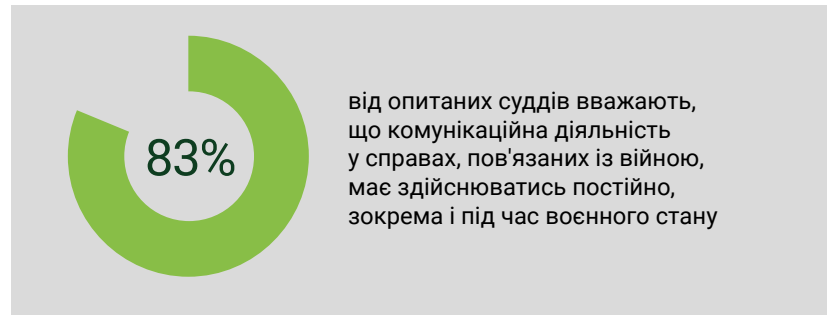 83%
від опитаних суддів вважають,
що комунікаційна діяльність
у справах, пов'язаних із війною,
має здійснюватись постійно,
зокрема і під час воєнного стану